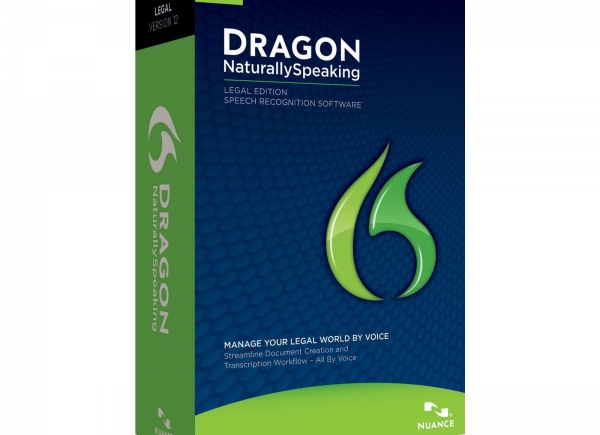 LEGAL
VERSION 12
DRAGON
NaturallySpeaking
DRAGON
NaturallySpeaking
LEGAL EDITION
SPEECH RECOGNITION SOFTWARE
MANAGE YOUR LEGAL WORLD BY VOICE
Streamline Document Creation and
Transcription Workflow – All By Voice
NUANCE